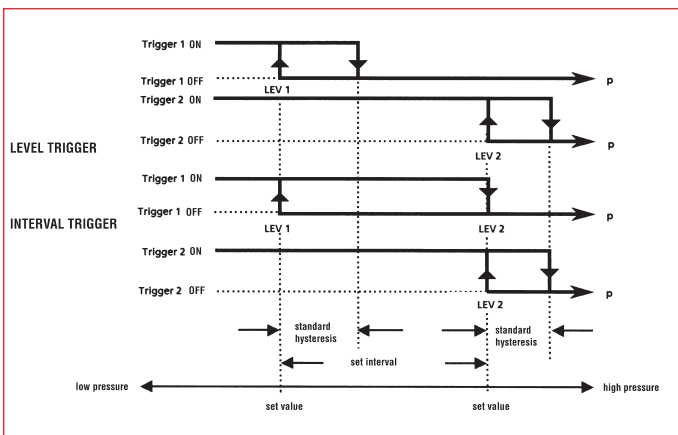 Trigger 1 ON
Trigger 1 OFF
p
LEV 1
Trigger 2 ON
LEVEL TRIGGER
Trigger 2 OFF
p
LEV 2
Trigger 1 ON
INTERVAL TRIGGER
Trigger 1 OFF
p
LEV 1
LEV 2
Trigger 2 ON
Trigger 2 OFF
p
LEV 2
standard
hysteresis
standard
hysteresis
set interval
low pressure
high pressure
set value
set value